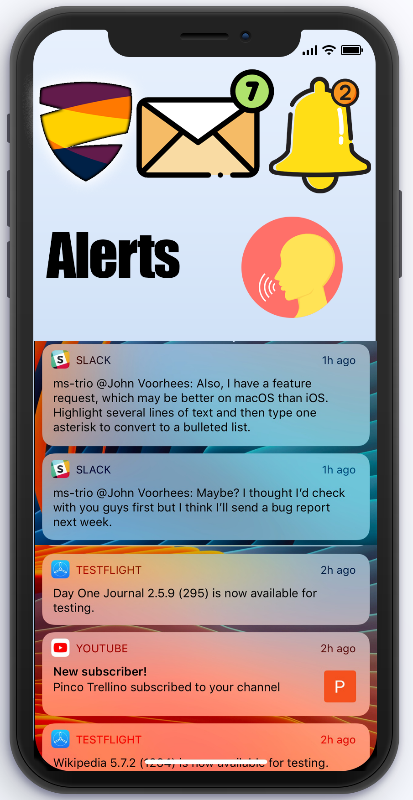 7
2
Alerts
SLACK 1h ago
ms-trio @John Voorhees: Also, I have a feature
request, which may be better on macOS than iOS.
Highlight several lines of text and then type one
asterisk to convert to a bulleted list.
SLACK 1h ago
ms-trio @John Voorhees: Maybe? I thought I'd check
with you guys first but I think I'll send a bug report
next week.
TESTFLIGHT 2h ago
Day One Journal 2.5.9 (295) is now available for
testing.
YOUTUBE 2h ago
New subscriber!
Pinco Trellino subscribed to your channel
P
TESTFLIGHT 2h ago
Wikipedia 5.7.2 (1204) is now available for testing.